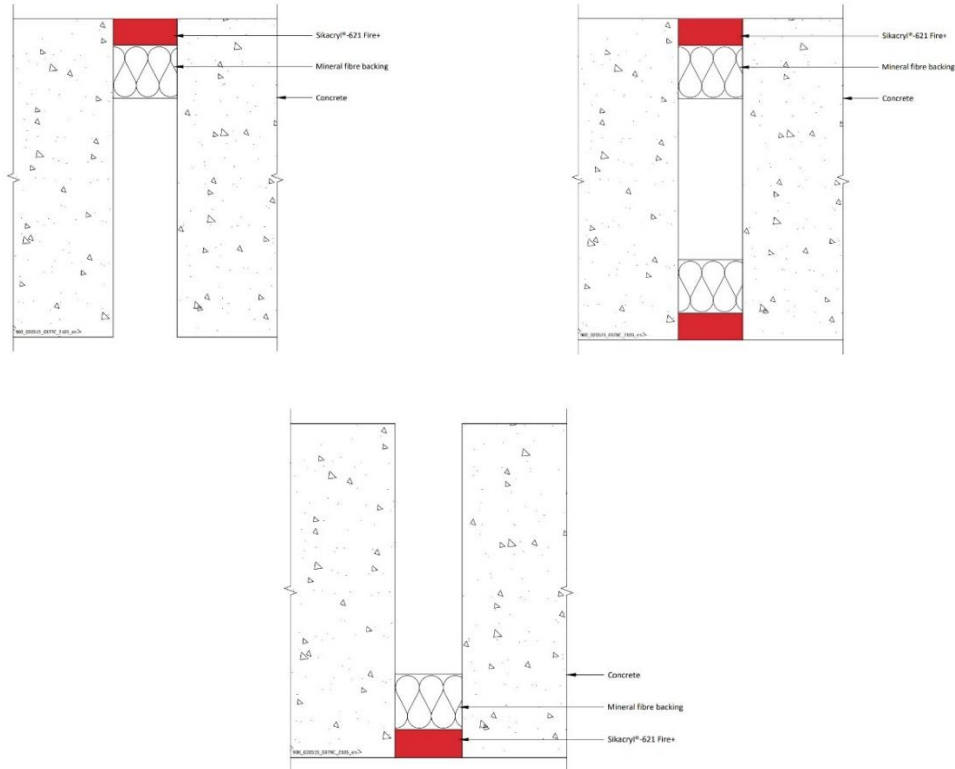 Sikacryl®-621 Fire+
Mineral fibre backing
Concrete
Sikacryl®-621 Fire+
Mineral fibre backing
Concrete
Concrete
Mineral fibre backing
Sikacryl®-621 Fire+